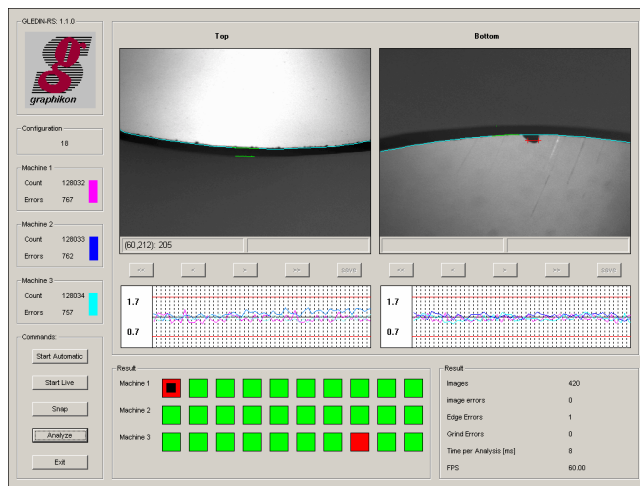 GLEDIN-RS: 1.1.0
g
graphikon
Configuration
18
Machine 1
Count 128032
Errors 767
Machine 2
Count 128033
Errors 762
Machine 3
Count 128034
Errors 757
Commands:
Start Automatic
Start Live
Snap
Analyze
Exit
Top
Bottom
(60,212): 205
<< < > >> save
<< < > >> save
1.7
0.7
1.7
0.7
Result
Machine 1
Machine 2
Machine 3
Result
Images 420
image errors 0
Edge Errors 1
Grind Errors 0
Time per Analysis [ms] 8
FPS 60.00